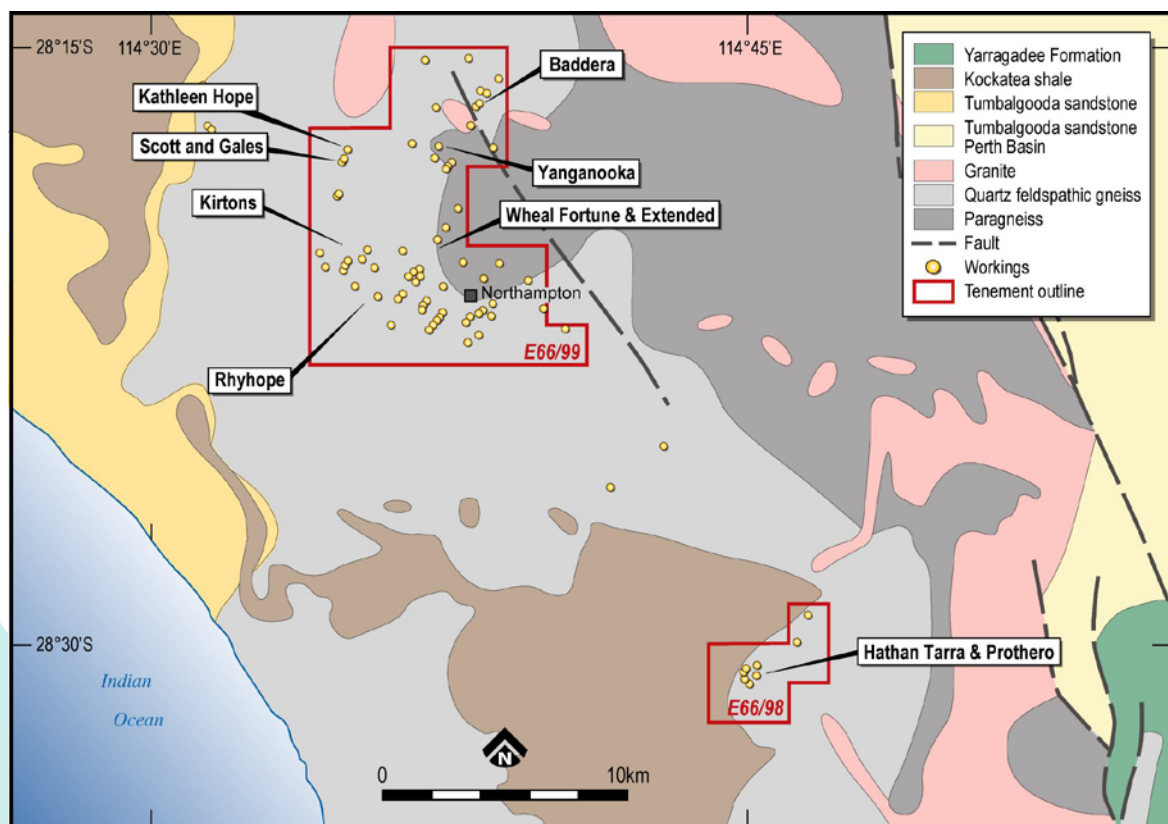 28°15'S
114°30'E
114°45'E
Baddera
Kathleen Hope
Scott and Gales
Yanganooka
Kirtons
Wheal Fortune & Extended
Northampton
Rhyhope
E66/99
Yarragadee Formation
Kockatea shale
Tumbalgooda sandstone
Tumbalgooda sandstone
Perth Basin
Granite
Quartz feldspathic gneiss
Paragneiss
Fault
Workings
Tenement outline
28°30'S
Hathan Tarra & Prothero
E66/98
Indian
Ocean
N
0
10km